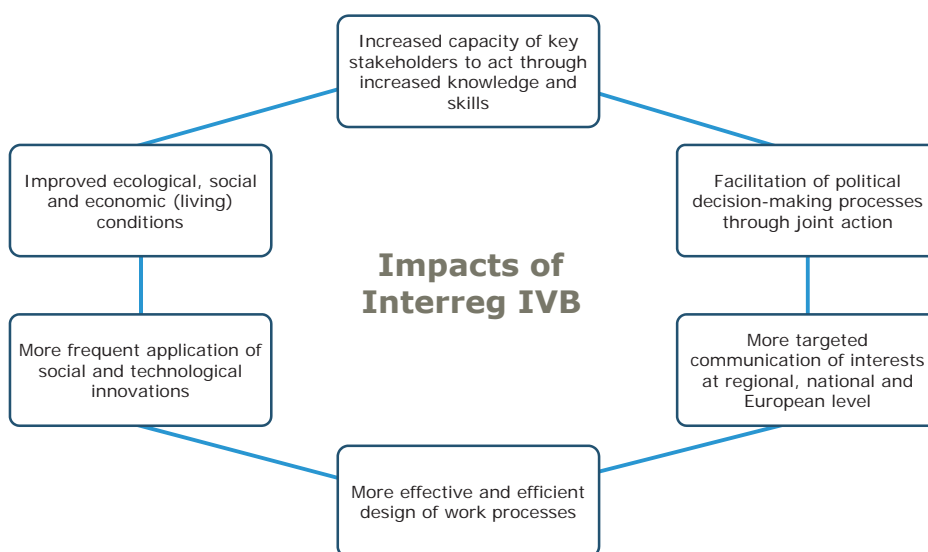 Increased capacity of key
stakeholders to act through
increased knowledge and
skills
Improved ecological, social
and economic (living)
conditions
Facilitation of political
decision-making processes
through joint action
Impacts of
Interreg IVB
More frequent application of
social and technological
innovations
More targeted
communication of interests
at regional, national and
European level
More effective and efficient
design of work processes